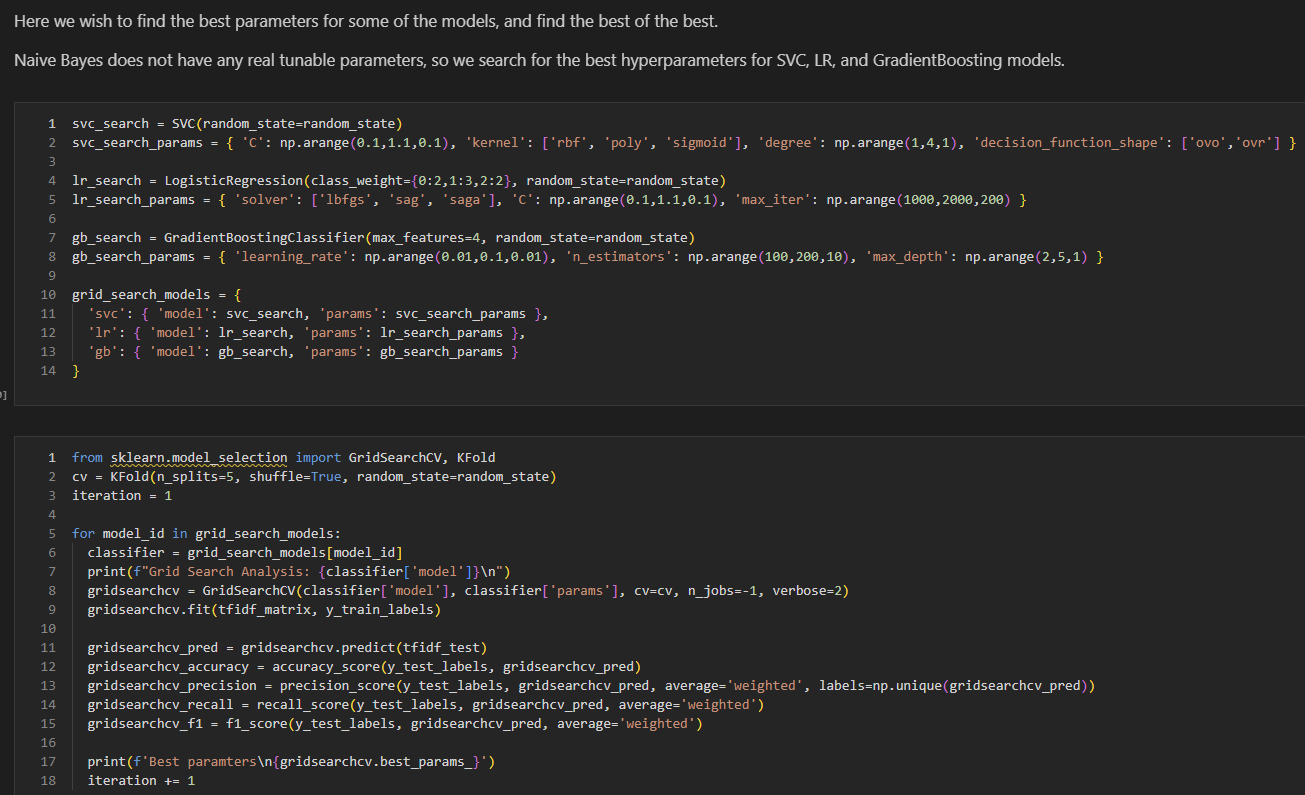 Here we wish to find the best parameters for some of the models, and find the best of the best.
Naive Bayes does not have any real tunable parameters, so we search for the best hyperparameters for SVC, LR, and GradientBoosting models.
1 svc_search = SVC(random_state=random_state)
2 svc_search_params = { 'C': np.arange(0.1,1.1,0.1), 'kernel': ['rbf', 'poly', 'sigmoid'], 'degree': np.arange(1,4,1), 'decision_function_shape': ['ovo','ovr'] }
3
4 lr_search = LogisticRegression(class_weight={0:2,1:3,2:2}, random_state=random_state)
5 lr_search_params = { 'solver': ['lbfgs', 'sag', 'saga'], 'C': np.arange(0.1,1.1,0.1), 'max_iter': np.arange(1000,2000,200) }
6
7 gb_search = GradientBoostingClassifier(max_features=4, random_state=random_state)
8 gb_search_params = { 'learning_rate': np.arange(0.01,0.1,0.01), 'n_estimators': np.arange(100,200,10), 'max_depth': np.arange(2,5,1) }
9
10 grid_search_models = {
11 'svc': { 'model': svc_search, 'params': svc_search_params },
12 'lr': { 'model': lr_search, 'params': lr_search_params },
13 'gb': { 'model': gb_search, 'params': gb_search_params }
14 }
]
1 from sklearn.model_selection import GridSearchCV, KFold
2 cv = KFold(n_splits=5, shuffle=True, random_state=random_state)
3 iteration = 1
4
5 for model_id in grid_search_models:
6 classifier = grid_search_models[model_id]
7 print(f"Grid Search Analysis: {classifier['model']}\n")
8 gridsearchcv = GridSearchCV(classifier['model'], classifier['params'], cv=cv, n_jobs=-1, verbose=2)
9 gridsearchcv.fit(tfidf_matrix, y_train_labels)
10
11 gridsearchcv_pred = gridsearchcv.predict(tfidf_test)
12 gridsearchcv_accuracy = accuracy_score(y_test_labels, gridsearchcv_pred)
13 gridsearchcv_precision = precision_score(y_test_labels, gridsearchcv_pred, average='weighted', labels=np.unique(gridsearchcv_pred))
14 gridsearchcv_recall = recall_score(y_test_labels, gridsearchcv_pred, average='weighted')
15 gridsearchcv_f1 = f1_score(y_test_labels, gridsearchcv_pred, average='weighted')
16
17 print(f'Best paramters\n{gridsearchcv.best_params_}')
18 iteration += 1